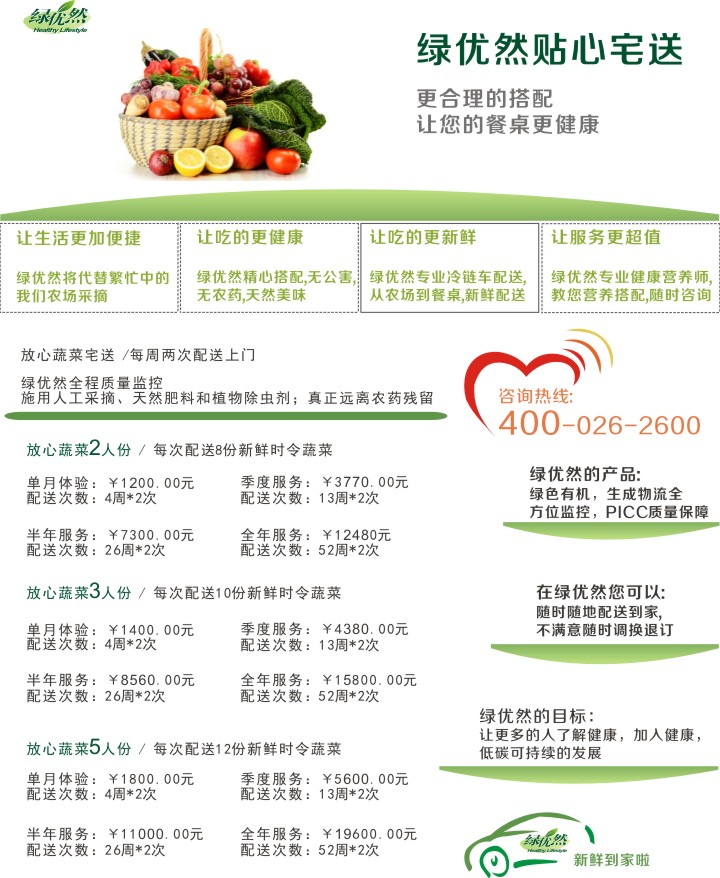 绿优然
Healthy Lifestyle
绿优然贴心宅送
更合理的搭配
让您的餐桌更健康
让生活更加便捷
绿优然将代替繁忙中的
我们农场采摘
让吃的更健康
绿优然精心搭配,无公害,
无农药,天然美味
让吃的更新鲜
绿优然专业冷链车配送,
从农场到餐桌,新鲜配送
让服务更超值
绿优然专业健康营养师,
教您营养搭配,随时咨询
放心蔬菜宅送 /每周两次配送上门
绿优然全程质量监控
施用人工采摘、天然肥料和植物除虫剂；真正远离农药残留
咨询热线:
400-026-2600
放心蔬菜2人份 / 每次配送8份新鲜时令蔬菜
单月体验：￥1200.00元
配送次数：4周*2次
季度服务：￥3770.00元
配送次数：13周*2次
半年服务：￥7300.00元
配送次数：26周*2次
全年服务：￥12480元
配送次数：52周*2次
放心蔬菜3人份 / 每次配送10份新鲜时令蔬菜
单月体验：￥1400.00元
配送次数：4周*2次
季度服务：￥4380.00元
配送次数：13周*2次
半年服务：￥8560.00元
配送次数：26周*2次
全年服务：￥15800.00元
配送次数：52周*2次
放心蔬菜5人份 / 每次配送12份新鲜时令蔬菜
单月体验：￥1800.00元
配送次数：4周*2次
季度服务：￥5600.00元
配送次数：13周*2次
半年服务：￥11000.00元
配送次数：26周*2次
全年服务：￥19600.00元
配送次数：52周*2次
绿优然的产品:
绿色有机，生成物流全
方位监控，PICC质量保障
在绿优然您可以:
随时随地配送到家,
不满意随时调换退订
绿优然的目标：
让更多的人了解健康，加入健康，
低碳可持续的发展
绿优然
Healthy Lifestyle
新鲜到家啦